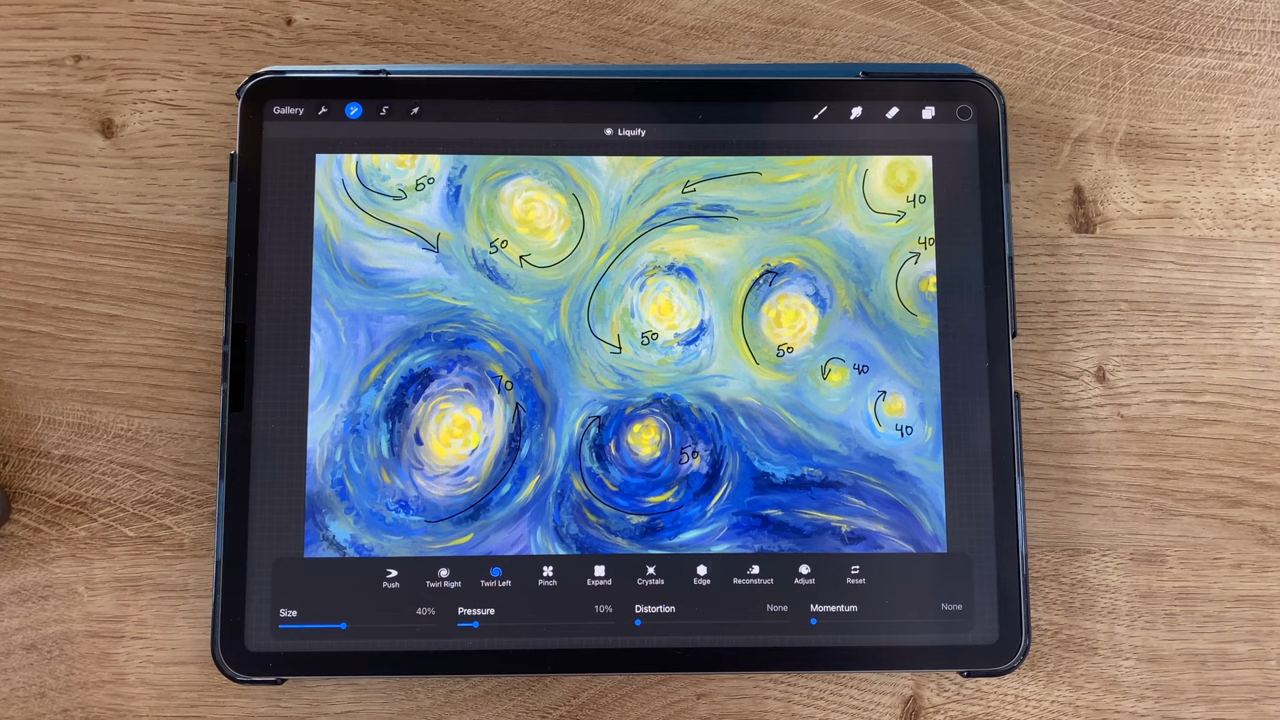 Gallery
Liquify
50
40
50
40
50
50
40
70
40
50
Push
Twirl Right
Twirl Left
Pinch
Expand
Crystals
Edge
Reconstruct
Adjust
Reset
Size 40%
Pressure 10%
Distortion None
Momentum None